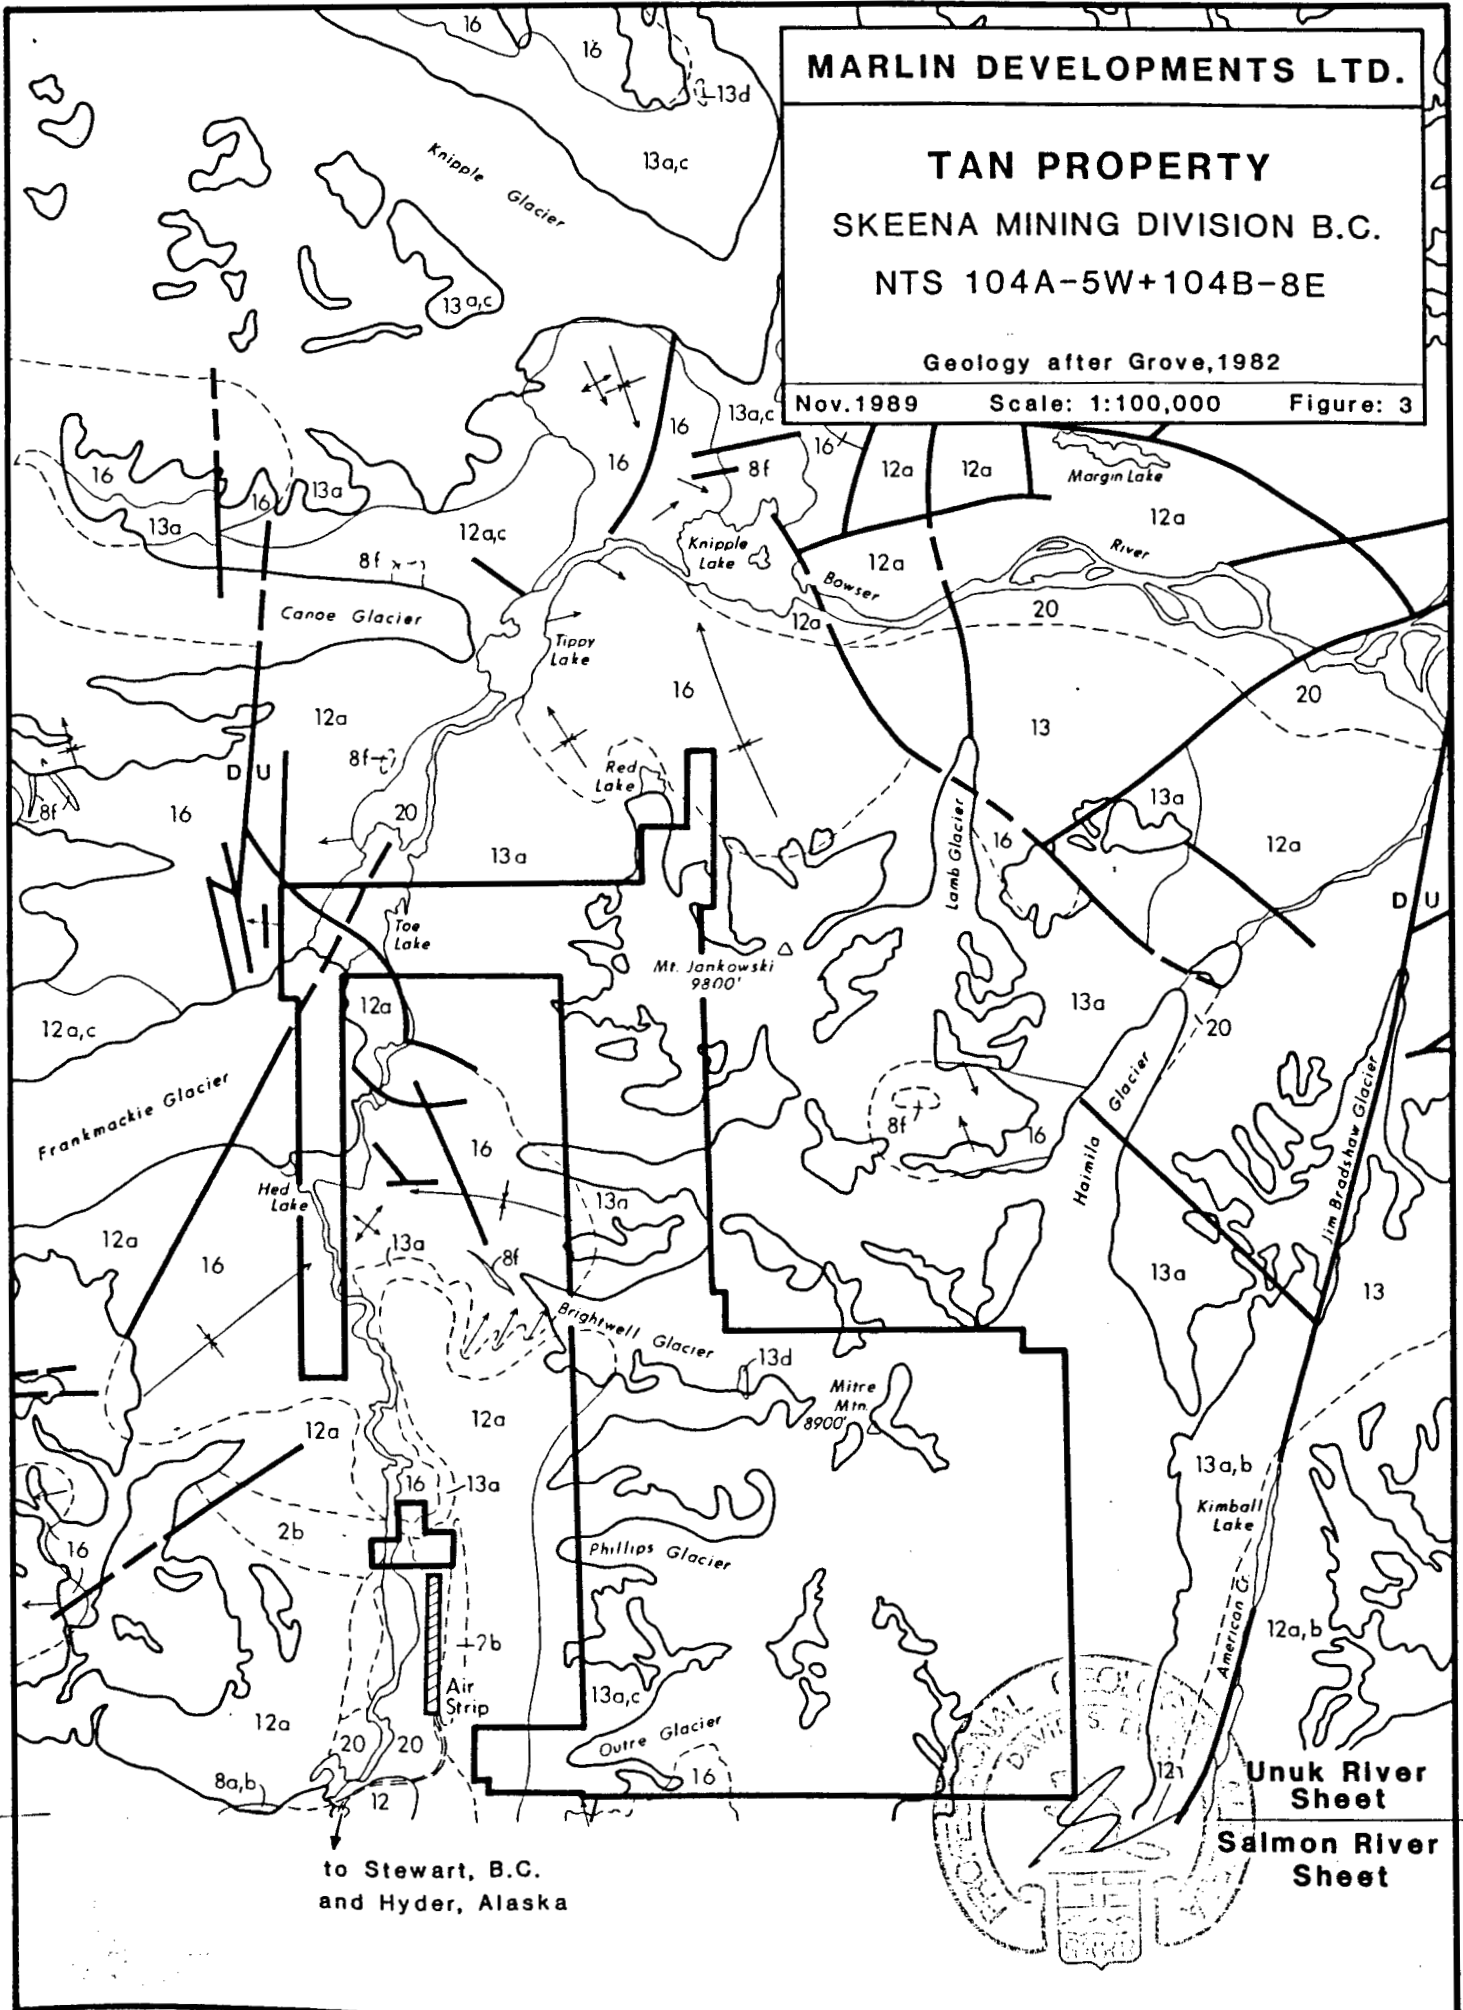 MARLIN DEVELOPMENTS LTD.
TAN PROPERTY
SKEENA MINING DIVISION B.C.
NTS 104A-5W+104B-8E
Geology after Grove,1982
Nov.1989 Scale: 1:100,000 Figure: 3
16
16
13d
13a,c
Knipple
Glacier
13a,c
13a,c
16
16
16
8f
12a
12a
Margin Lake
12a
16
16
13a
13a
12a,c
8f
Knipple
Lake
12a
River
Bowser
20
12a
Canoe Glacier
Tippy
Lake
16
20
13
12a
8f
D U
Red
Lake
8f
16
20
13a
13a
16
12a
Lamb Glacier
D U
Toe
Lake
Mt. Jankowski
9800'
12a
13a
20
12a,c
Frankmackie Glacier
8f
16
Haimila Glacier
Jim Bradshaw Glacier
16
Hed
Lake
13a
12a
16
13a
8f
13a
13
Brightwell Glacier
13d
Mitre
Mtn.
8900'
12a
12a
13a,b
Kimball
Lake
16
13a
2b
16
Phillips Glacier
American Cr.
12a,b
2b
Air
Strip
13a,c
12a
20
20
Outre Glacier
16
8a,b
12
Unuk River
Sheet
Salmon River
Sheet
to Stewart, B.C.
and Hyder, Alaska